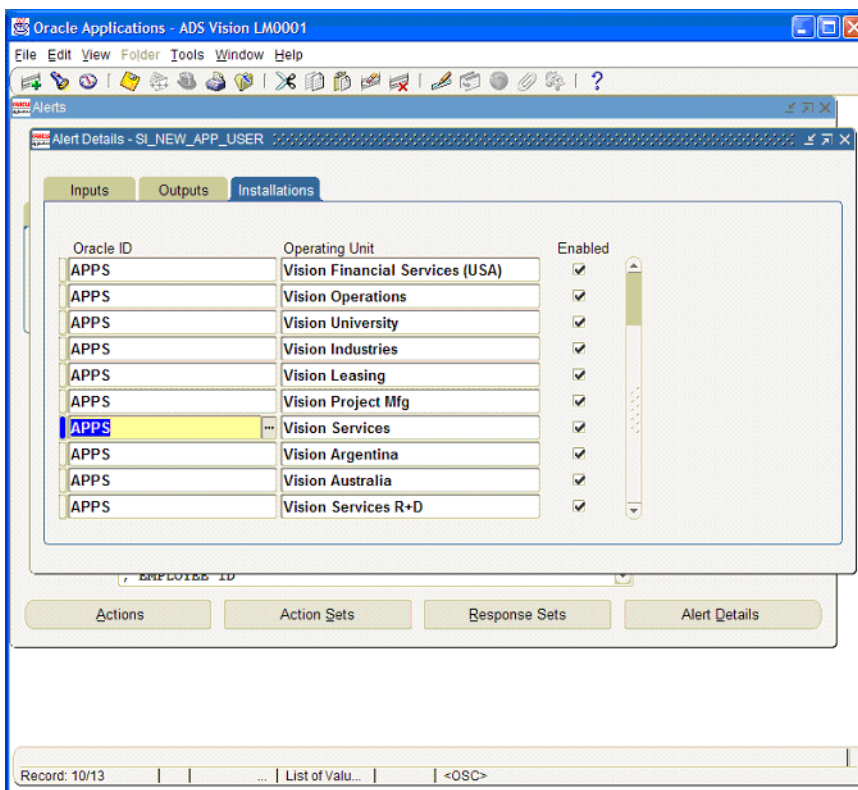 Oracle Applications - ADS Vision LM0001
File Edit View Folder Tools Window Help
Alerts
Alert Details - SI_NEW_APP_USER
Inputs Outputs Installations
Oracle ID Operating Unit Enabled
APPS Vision Financial Services (USA)
APPS Vision Operations
APPS Vision University
APPS Vision Industries
APPS Vision Leasing
APPS Vision Project Mfg
APPS ... Vision Services
APPS Vision Argentina
APPS Vision Australia
APPS Vision Services R+D
, EMPLOYEE ID
Actions Action Sets Response Sets Alert Details
Record: 10/13 ... List of Valu... <OSC>